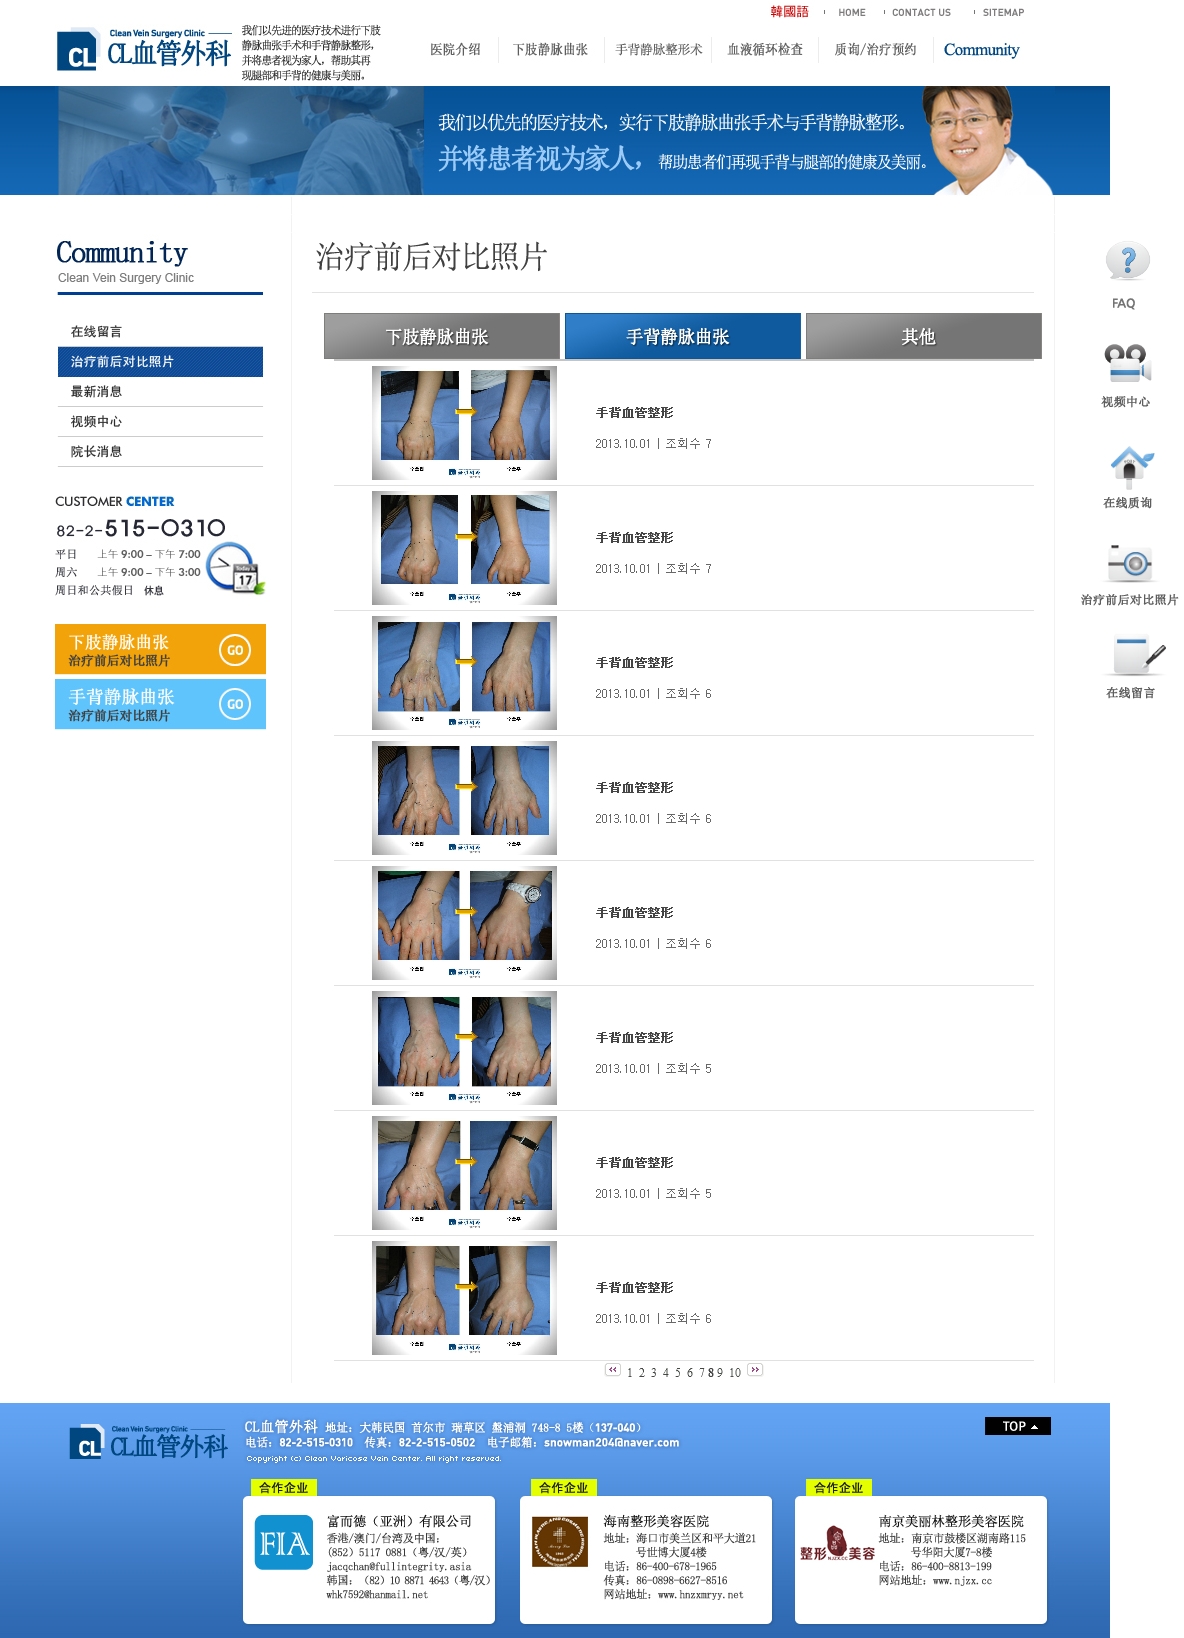 韓國語
HOME
CONTACT US
SITEMAP
Clean Vein Surgery Clinic
CL
CL血管外科
我们以先进的医疗技术进行下肢
静脉曲张手术和手背静脉整形，
并将患者视为家人，帮助其再
现腿部和手背的健康与美丽。
医院介绍
下肢静脉曲张
手背静脉整形术
血液循环检查
质询/治疗预约
Community
我们以优先的医疗技术，实行下肢静脉曲张手术与手背静脉整形。
并将患者视为家人，帮助患者们再现手背与腿部的健康及美丽。
Community
Clean Vein Surgery Clinic
在线留言
治疗前后对比照片
最新消息
视频中心
院长消息
CUSTOMER CENTER
82-2-515-0310
平日 上午 9:00 – 下午 7:00
周六 上午 9:00 – 下午 3:00
周日和公共假日 休息
17
下肢静脉曲张
治疗前后对比照片
GO
手背静脉曲张
治疗前后对比照片
GO
治疗前后对比照片
下肢静脉曲张
手背静脉曲张
其他
手背血管整形
2013.10.01 | 조회수 7
手背血管整形
2013.10.01 | 조회수 7
手背血管整形
2013.10.01 | 조회수 6
手背血管整形
2013.10.01 | 조회수 6
手背血管整形
2013.10.01 | 조회수 6
手背血管整形
2013.10.01 | 조회수 5
手背血管整形
2013.10.01 | 조회수 5
手背血管整形
2013.10.01 | 조회수 6
1 2 3 4 5 6 7 8 9 10
?
FAQ
视频中心
在线质询
治疗前后对比照片
在线留言
Clean Vein Surgery Clinic
CL
CL血管外科
CL血管外科 地址：大韩民国 首尔市 瑞草区 盤浦洞 748-8 5楼（137-040）
电话：82-2-515-0310 传真：82-2-515-0502 电子邮箱：snowman204@naver.com
Copyright (c) Clean Varicose Vein Center. All right reserved.
TOP
合作企业
FIA
富而德（亚洲）有限公司
香港/澳门/台湾及中国：
(852) 5117 0881（粤/汉/英）
jacqchan@fullintegrity.asia
韩国：（82）10 8871 4643（粤/汉）
whk7592@hanmail.net
合作企业
海南整形美容医院
地址：海口市美兰区和平大道21
号世博大厦4楼
电话：86-400-678-1965
传真：86-0898-6627-8516
网站地址：www.hnzxmryy.net
合作企业
整形 美容
NJZX.CC
南京美丽林整形美容医院
地址：南京市鼓楼区湖南路115
号华阳大厦7-8楼
电话：86-400-8813-199
网站地址：www.njzx.cc